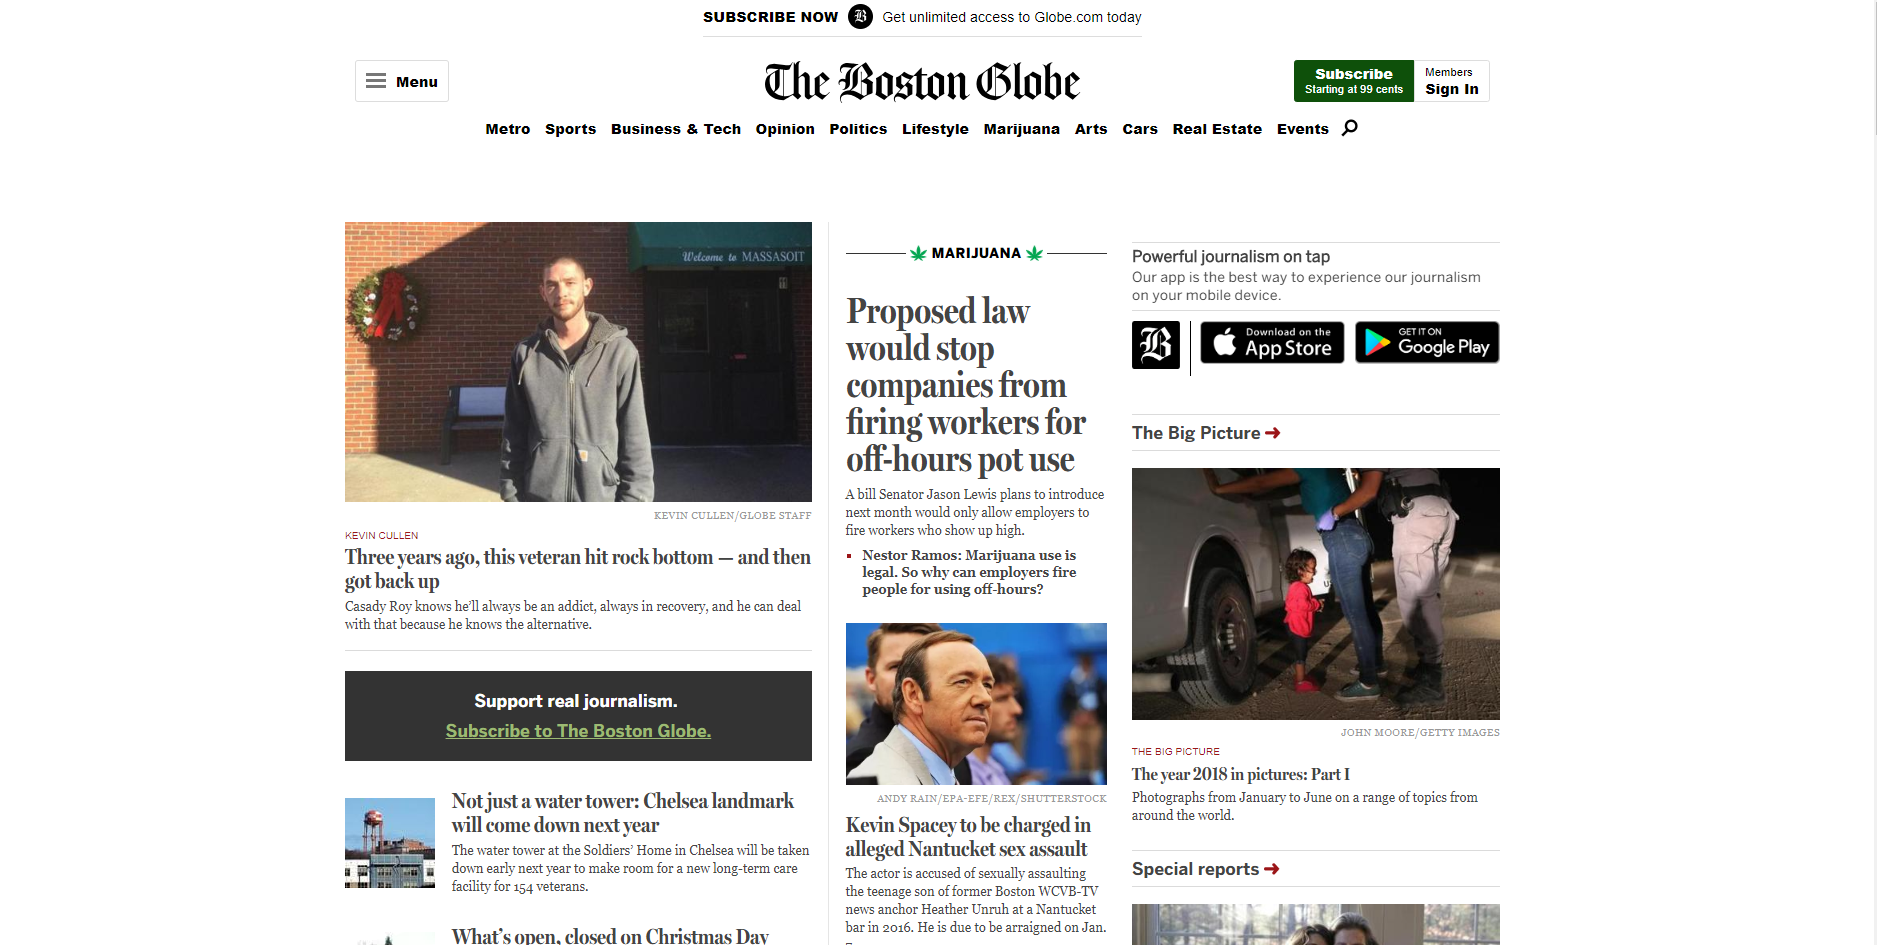 SUBSCRIBE NOW B Get unlimited access to Globe.com today
Menu
The Boston Globe
Subscribe
Starting at 99 cents
Members
Sign In
Metro Sports Business & Tech Opinion Politics Lifestyle Marijuana Arts Cars Real Estate Events
Welcome to MASSASOIT
KEVIN CULLEN/GLOBE STAFF
KEVIN CULLEN
Three years ago, this veteran hit rock bottom — and then
got back up
Casady Roy knows he'll always be an addict, always in recovery, and he can deal
with that because he knows the alternative.
Support real journalism.
Subscribe to The Boston Globe.
Not just a water tower: Chelsea landmark
will come down next year
The water tower at the Soldiers' Home in Chelsea will be taken
down early next year to make room for a new long-term care
facility for 154 veterans.
What's open, closed on Christmas Day
MARIJUANA
Proposed law
would stop
companies from
firing workers for
off-hours pot use
A bill Senator Jason Lewis plans to introduce
next month would only allow employers to
fire workers who show up high.
Nestor Ramos: Marijuana use is
legal. So why can employers fire
people for using off-hours?
ANDY RAIN/EPA-EFE/REX/SHUTTERSTOCK
Kevin Spacey to be charged in
alleged Nantucket sex assault
The actor is accused of sexually assaulting
the teenage son of former Boston WCVB-TV
news anchor Heather Unruh at a Nantucket
bar in 2016. He is due to be arraigned on Jan.
Powerful journalism on tap
Our app is the best way to experience our journalism
on your mobile device.
B
Download on the
App Store
GET IT ON
Google Play
The Big Picture
JOHN MOORE/GETTY IMAGES
THE BIG PICTURE
The year 2018 in pictures: Part I
Photographs from January to June on a range of topics from
around the world.
Special reports